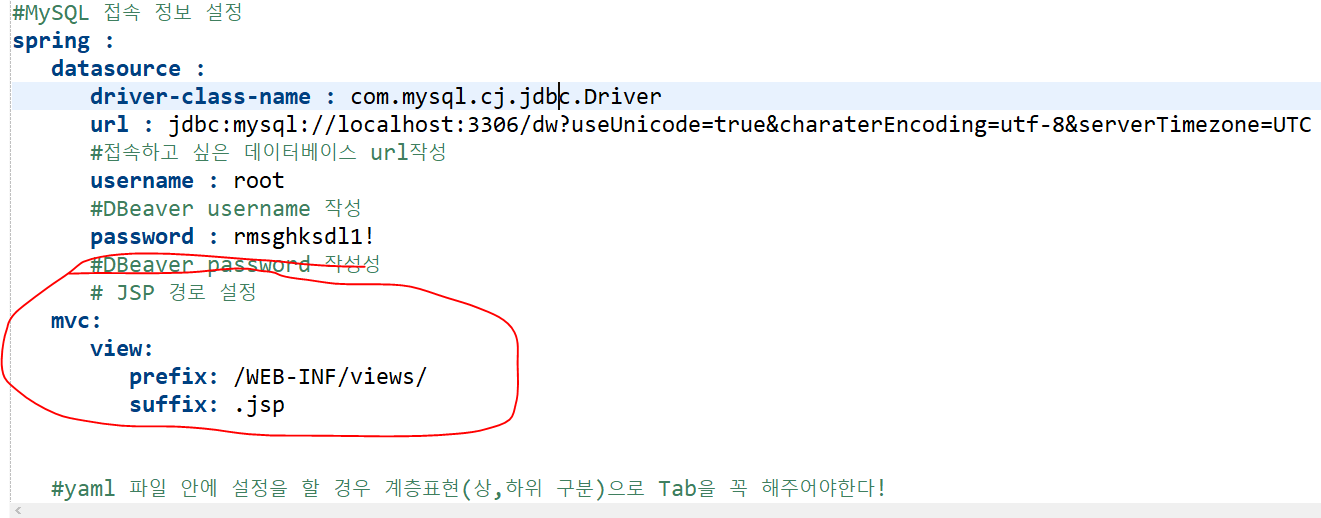 #MySQL 접속 정보 설정
spring :
datasource :
driver-class-name : com.mysql.cj.jdbc.Driver
url : jdbc:mysql://localhost:3306/dw?useUnicode=true&charaterEncoding=utf-8&serverTimezone=UTC
#접속하고 싶은 데이터베이스 url작성
username : root
#DBeaver username 작성
password : rmsghksdl1!
#DBeaver password 작성성
# JSP 경로 설정
mvc:
view:
prefix: /WEB-INF/views/
suffix: .jsp
#yaml 파일 안에 설정을 할 경우 계층표현(상,하위 구분)으로 Tab을 꼭 해주어야한다!